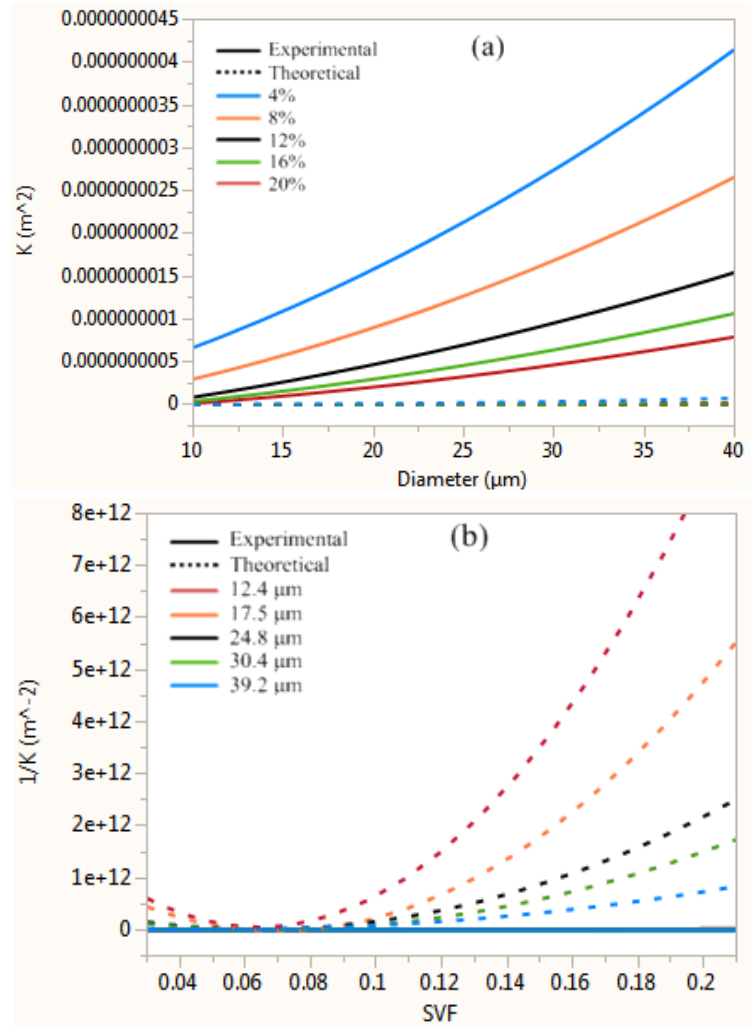 0.0000000045
0.000000004
0.0000000035
0.000000003
0.0000000025
0.000000002
0.0000000015
0.000000001
0.0000000005
0
K (m^2)
(a)
Experimental
Theoretical
4%
8%
12%
16%
20%
10 15 20 25 30 35 40
Diameter (µm)
8e+12
7e+12
6e+12
5e+12
4e+12
3e+12
2e+12
1e+12
0
1/K (m^-2)
(b)
Experimental
Theoretical
12.4 µm
17.5 µm
24.8 µm
30.4 µm
39.2 µm
0.04 0.06 0.08 0.1 0.12 0.14 0.16 0.18 0.2
SVF